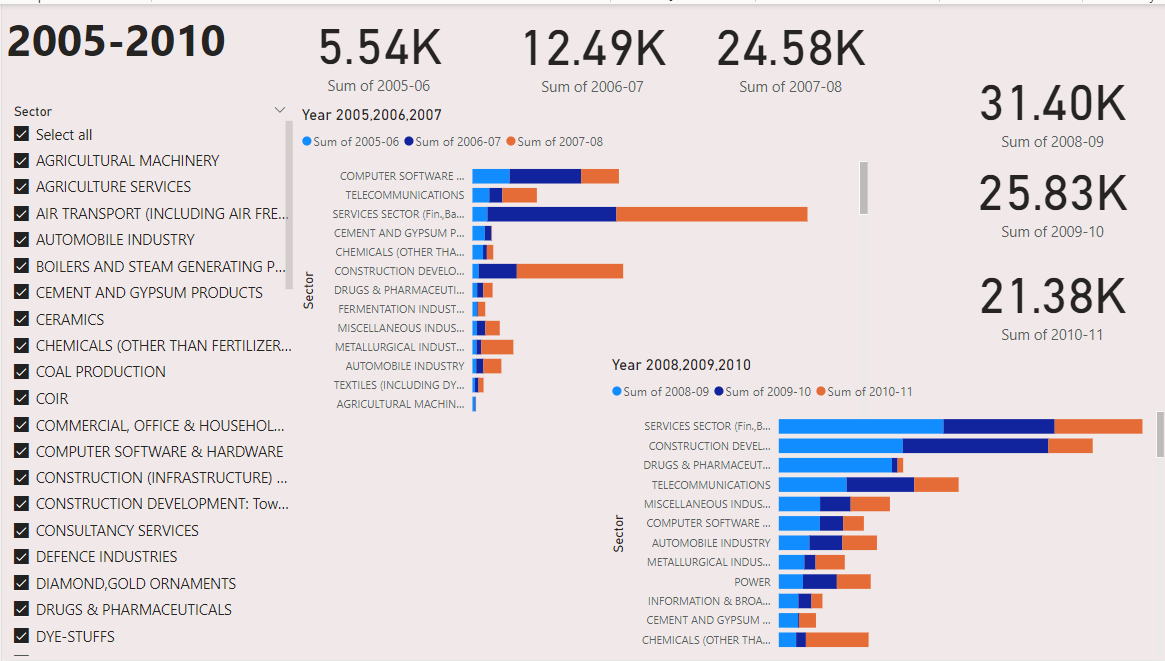 2005-2010
5.54K
Sum of 2005-06
12.49K
Sum of 2006-07
24.58K
Sum of 2007-08
31.40K
Sum of 2008-09
25.83K
Sum of 2009-10
21.38K
Sum of 2010-11
Sector
Select all
AGRICULTURAL MACHINERY
AGRICULTURE SERVICES
AIR TRANSPORT (INCLUDING AIR FRE...
AUTOMOBILE INDUSTRY
BOILERS AND STEAM GENERATING P...
CEMENT AND GYPSUM PRODUCTS
CERAMICS
CHEMICALS (OTHER THAN FERTILIZER...
COAL PRODUCTION
COIR
COMMERCIAL, OFFICE & HOUSEHOL...
COMPUTER SOFTWARE & HARDWARE
CONSTRUCTION (INFRASTRUCTURE) ...
CONSTRUCTION DEVELOPMENT: Tow...
CONSULTANCY SERVICES
DEFENCE INDUSTRIES
DIAMOND,GOLD ORNAMENTS
DRUGS & PHARMACEUTICALS
DYE-STUFFS
Year 2005,2006,2007
Sum of 2005-06 Sum of 2006-07 Sum of 2007-08
Sector
COMPUTER SOFTWARE ...
TELECOMMUNICATIONS
SERVICES SECTOR (Fin.,Ba...
CEMENT AND GYPSUM P...
CHEMICALS (OTHER THA...
CONSTRUCTION DEVELO...
DRUGS & PHARMACEUTI...
FERMENTATION INDUST...
MISCELLANEOUS INDUS...
METALLURGICAL INDUST...
AUTOMOBILE INDUSTRY
TEXTILES (INCLUDING DY...
AGRICULTURAL MACHIN...
Year 2008,2009,2010
Sum of 2008-09 Sum of 2009-10 Sum of 2010-11
Sector
SERVICES SECTOR (Fin.,B...
CONSTRUCTION DEVEL...
DRUGS & PHARMACEUT...
TELECOMMUNICATIONS
MISCELLANEOUS INDUS...
COMPUTER SOFTWARE ...
AUTOMOBILE INDUSTRY
METALLURGICAL INDUS...
POWER
INFORMATION & BROA...
CEMENT AND GYPSUM ...
CHEMICALS (OTHER THA...